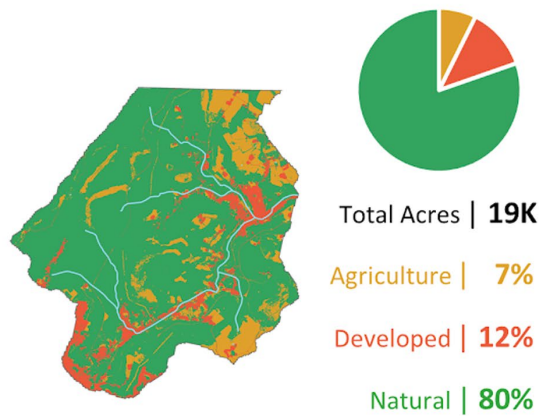 Total Acres | 19K
Agriculture | 7%
Developed | 12%
Natural | 80%